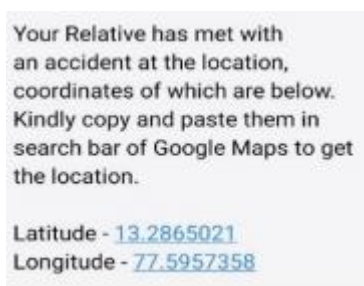 Your Relative has met with
an accident at the location,
coordinates of which are below.
Kindly copy and paste them in
search bar of Google Maps to get
the location.
Latitude - 13.2865021
Longitude - 77.5957358